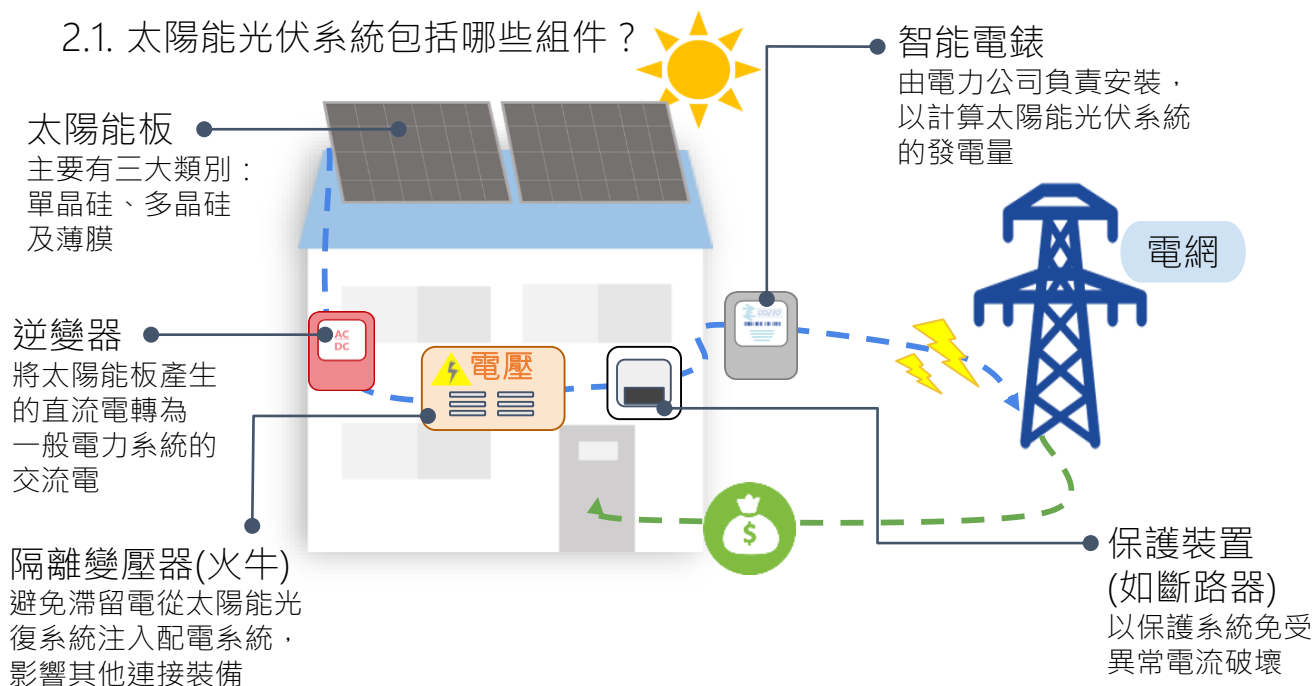 2.1. 太陽能光伏系統包括哪些組件？
智能電錶
由電力公司負責安裝，
以計算太陽能光伏系統
的發電量
太陽能板
主要有三大類別：
單晶硅、多晶硅
及薄膜
電網
逆變器
將太陽能板產生
的直流電轉為
一般電力系統的
交流電
AC
DC
電壓
$
隔離變壓器(火牛)
避免滯留電從太陽能光
復系統注入配電系統，
影響其他連接裝備
保護裝置
(如斷路器)
以保護系統免受
異常電流破壞